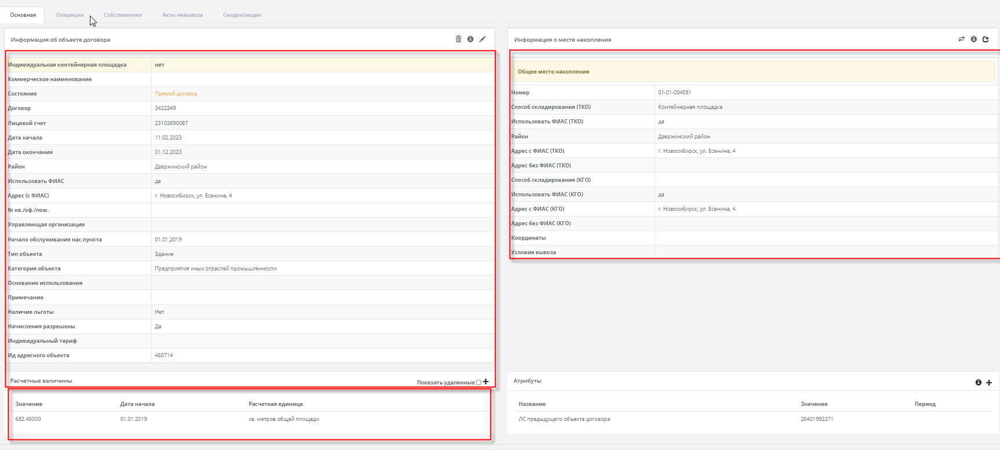 Основная Операции Собственники Акты невывоза Скидки/акции
Информация об объекте договора
Индивидуальная контейнерная площадка нет
Коммерческое наименование
Состояние Прямой договор
Договор 3422349
Лицевой счет 23103890087
Дата начала 11.02.2023
Дата окончания 31.12.2023
Район Дзержинский район
Использовать ФИАС да
Адрес (с ФИАС) г. Новосибирск, ул. Есенина, 4
№ кв./оф./пом.
Управляющая организация
Начало обслуживания нас.пункта 01.01.2019
Тип объекта Здание
Категория объекта Предприятия иных отраслей промышленности
Основание использования
Примечание
Наличие льготы Нет
Начисления разрешены Да
Индивидуальный тариф
Ид адресного объекта 450714
Расчетные величины Показать удаленные
Значение Дата начала Расчетная единица
682.40000 01.01.2019 кв. метров общей площади
Информация о месте накопления
Общее место накопления
Номер 01-01-004081
Способ складирования (ТКО) Контейнерная площадка
Использовать ФИАС (ТКО) да
Район Дзержинский район
Адрес с ФИАС (ТКО) г. Новосибирск, ул. Есенина, 4
Адрес без ФИАС (ТКО)
Способ складирования (КГО)
Использовать ФИАС (КГО) да
Адрес с ФИАС (КГО) г. Новосибирск, ул. Есенина, 4
Адрес без ФИАС (КГО)
Координаты
Условия вывоза
Атрибуты
Название Значение Период
ЛС предыдущего объекта договора 25401992271